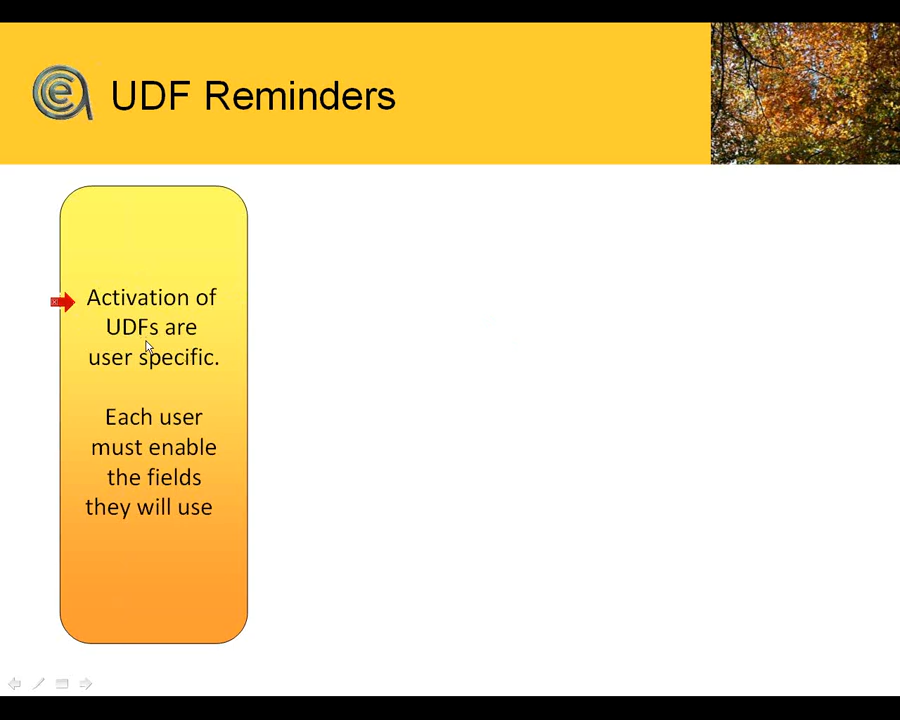 UDF Reminders
Activation of
UDFs are
user specific.
Each user
must enable
the fields
they will use